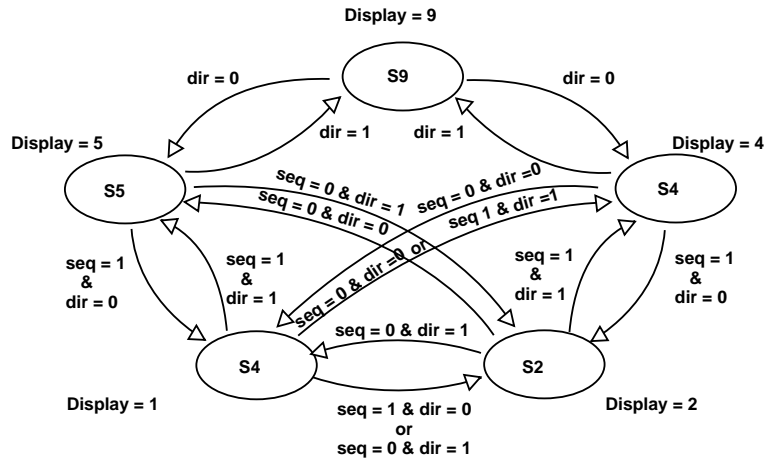 Display = 9
S9
dir = 0
dir = 0
dir = 1
dir = 1
Display = 5
Display = 4
S5
S4
seq = 0 & dir = 1
seq = 0 & dir =0
seq = 0 & dir = 0
seq 1 & dir =1
seq = 0 & dir =0 or
seq = 1
&
dir = 0
seq = 1
&
dir = 1
seq = 1
&
dir = 1
seq = 1
&
dir = 0
seq = 0 & dir = 1
S4
S2
Display = 1
Display = 2
seq = 1 & dir = 0
or
seq = 0 & dir = 1